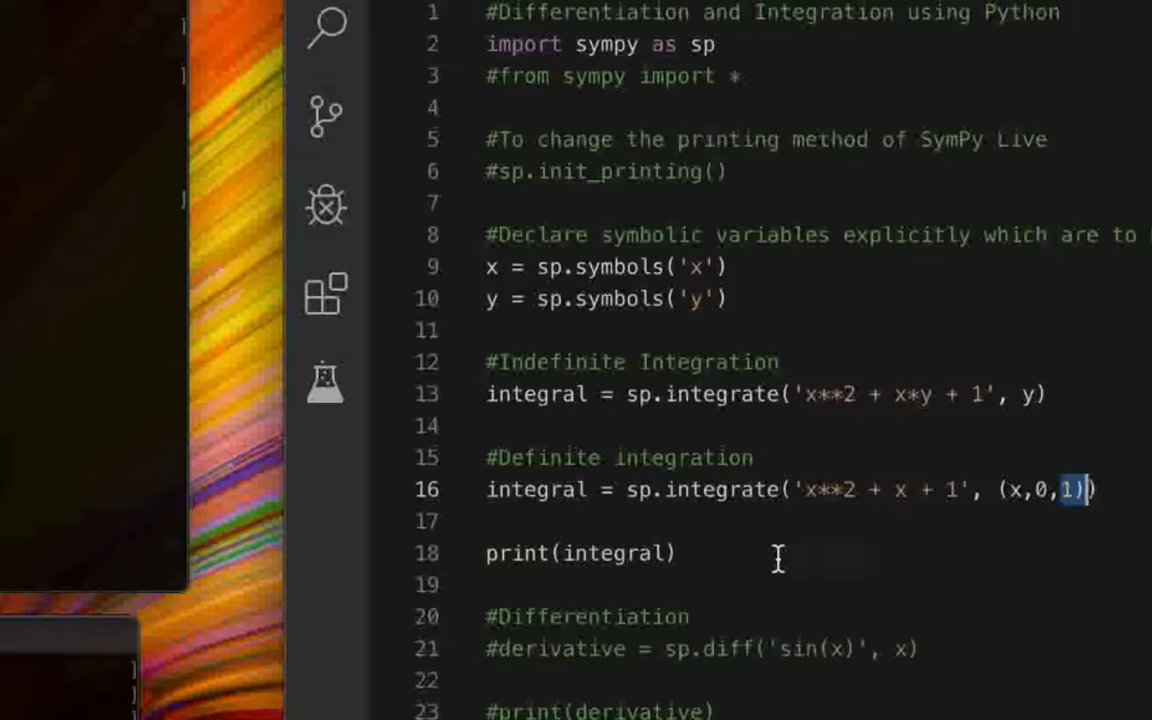 1 #Differentiation and Integration using Python
2 import sympy as sp
3 #from sympy import *
4
5 #To change the printing method of SymPy Live
6 #sp.init_printing()
7
8 #Declare symbolic variables explicitly which are to
9 x = sp.symbols('x')
10 y = sp.symbols('y')
11
12 #Indefinite Integration
13 integral = sp.integrate('x**2 + x*y + 1', y)
14
15 #Definite integration
16 integral = sp.integrate('x**2 + x + 1', (x,0,1))
17
18 print(integral)
19
20 #Differentiation
21 #derivative = sp.diff('sin(x)', x)
22
23 #print(derivative)